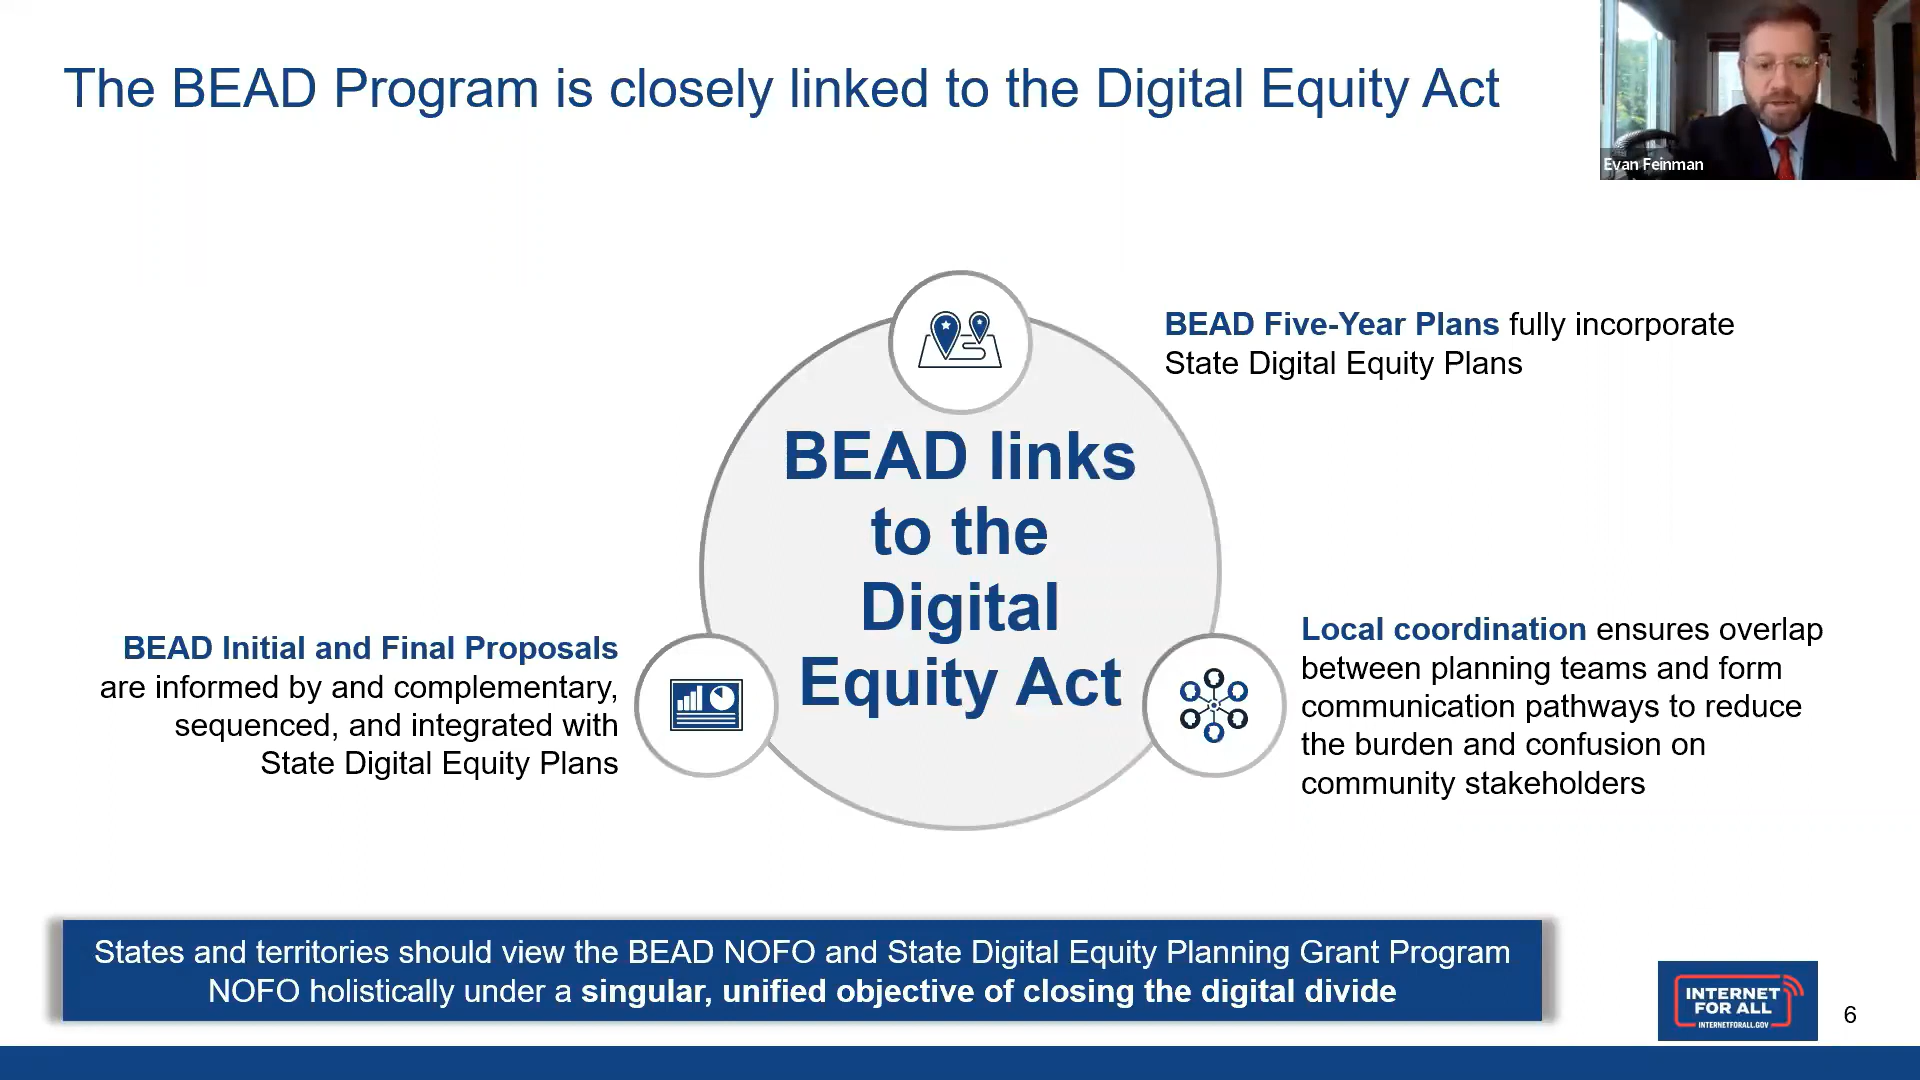 The BEAD Program is closely linked to the Digital Equity Act
Evan Feinman
BEAD Five-Year Plans fully incorporate
State Digital Equity Plans
BEAD links
to the
Digital
Equity Act
BEAD Initial and Final Proposals
are informed by and complementary,
sequenced, and integrated with
State Digital Equity Plans
Local coordination ensures overlap
between planning teams and form
communication pathways to reduce
the burden and confusion on
community stakeholders
States and territories should view the BEAD NOFO and State Digital Equity Planning Grant Program
NOFO holistically under a singular, unified objective of closing the digital divide
INTERNET
FOR ALL
INTERNETFORALL.GOV
6